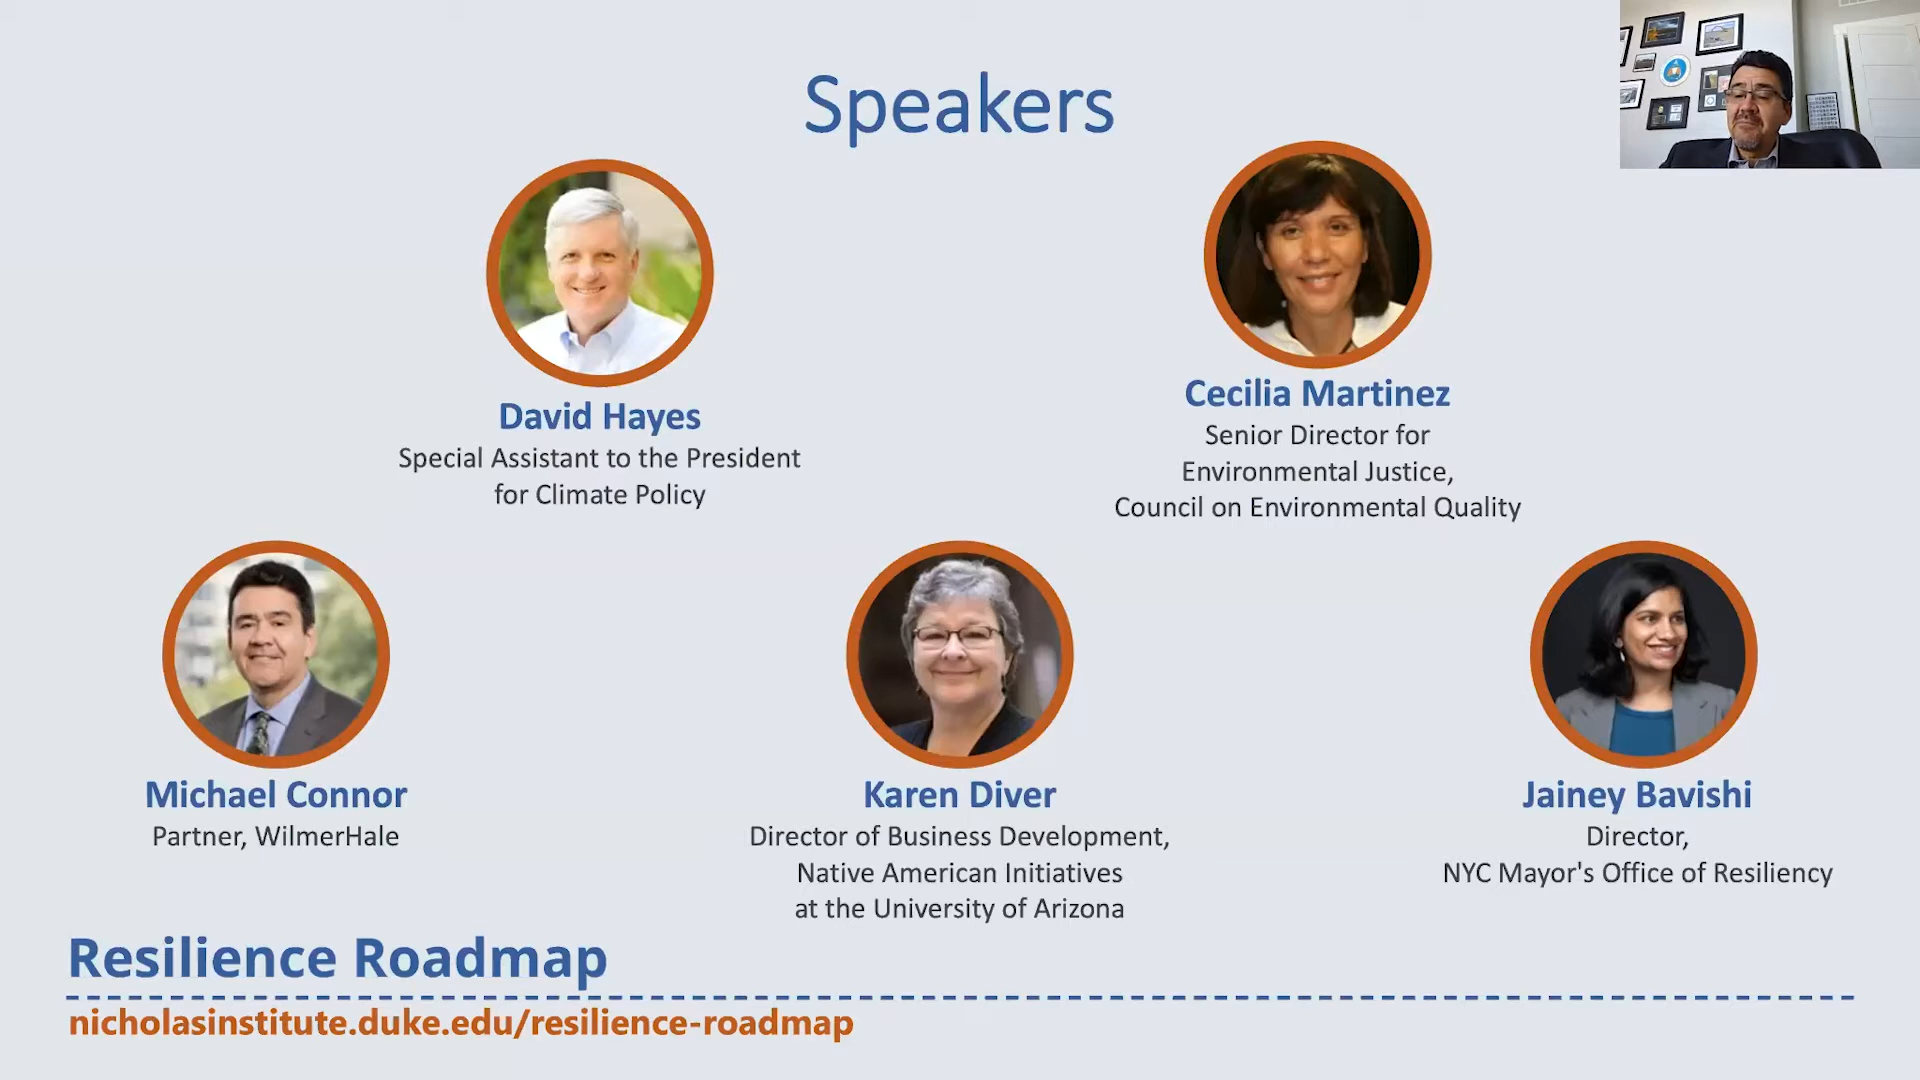 Speakers
David Hayes
Special Assistant to the President
for Climate Policy
Cecilia Martinez
Senior Director for
Environmental Justice,
Council on Environmental Quality
Michael Connor
Partner, WilmerHale
Karen Diver
Director of Business Development,
Native American Initiatives
at the University of Arizona
Jainey Bavishi
Director,
NYC Mayor's Office of Resiliency
Resilience Roadmap
nicholasinstitute.duke.edu/resilience-roadmap